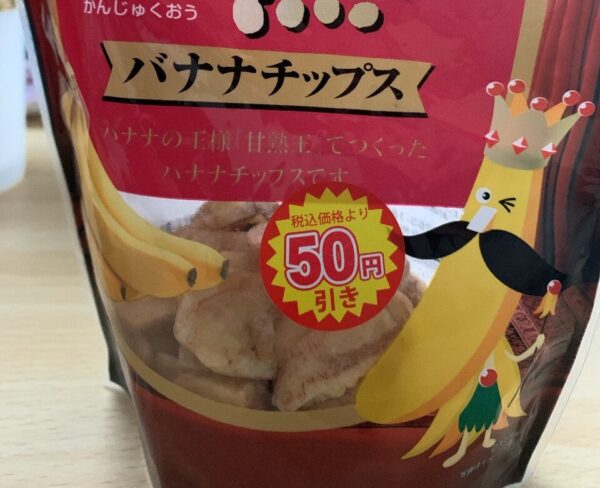 かんじゅくおう
バナナチップス
バナナの王様「甘熟王」でつくった
バナナチップスです
税込価格より
50円
引き